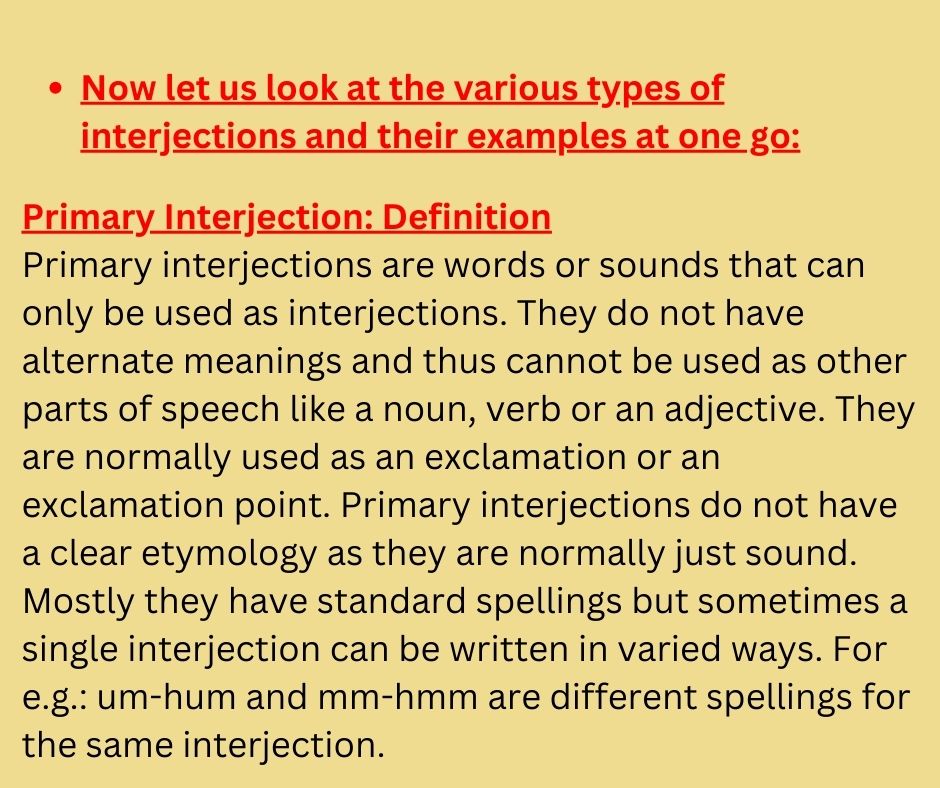 • Now let us look at the various types of
interjections and their examples at one go:
Primary Interjection: Definition
Primary interjections are words or sounds that can
only be used as interjections. They do not have
alternate meanings and thus cannot be used as other
parts of speech like a noun, verb or an adjective. They
are normally used as an exclamation or an
exclamation point. Primary interjections do not have
a clear etymology as they are normally just sound.
Mostly they have standard spellings but sometimes a
single interjection can be written in varied ways. For
e.g.: um-hum and mm-hmm are different spellings for
the same interjection.